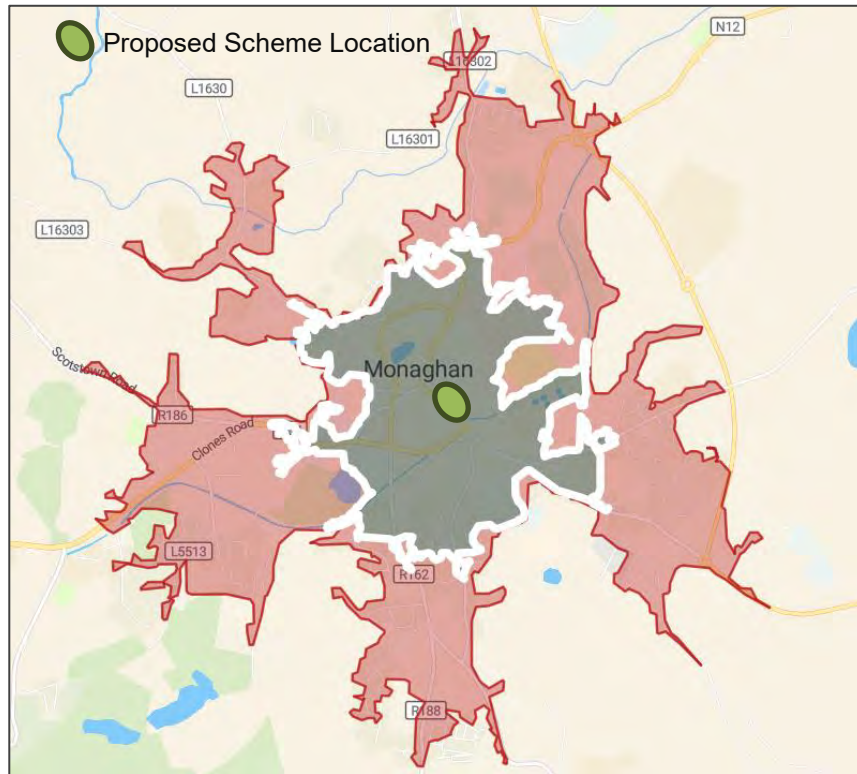 Proposed Scheme Location
N12
L16302
L1630
L16301
L16303
Monaghan
Scotstown Road
R186
Clones Road
L5513
R162
R188